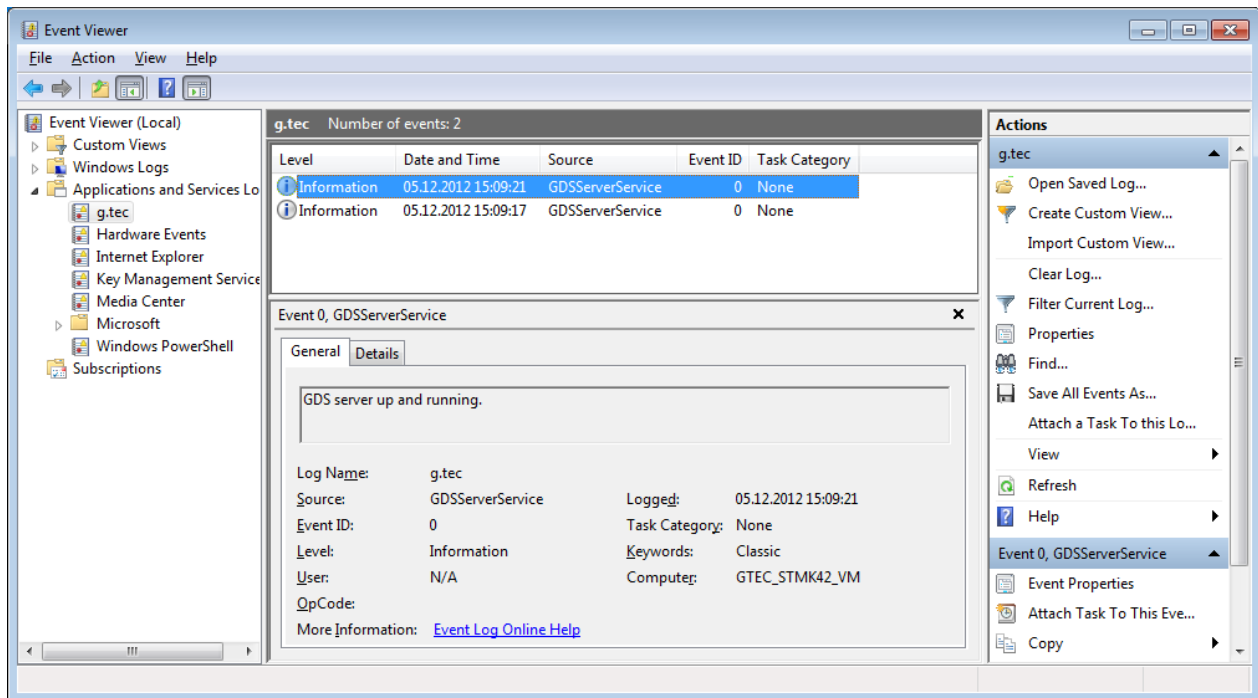 Event Viewer
File Action View Help
Event Viewer (Local)
Custom Views
Windows Logs
Applications and Services Lo
g.tec
Hardware Events
Internet Explorer
Key Management Service
Media Center
Microsoft
Windows PowerShell
Subscriptions
g.tec Number of events: 2
Level Date and Time Source Event ID Task Category
Information 05.12.2012 15:09:21 GDSServerService 0 None
Information 05.12.2012 15:09:17 GDSServerService 0 None
Event 0, GDSServerService
General Details
GDS server up and running.
Log Name: g.tec
Source: GDSServerService Logged: 05.12.2012 15:09:21
Event ID: 0 Task Category: None
Level: Information Keywords: Classic
User: N/A Computer: GTEC_STMK42_VM
OpCode:
More Information: Event Log Online Help
Actions
g.tec
Open Saved Log...
Create Custom View...
Import Custom View...
Clear Log...
Filter Current Log...
Properties
Find...
Save All Events As...
Attach a Task To this Lo...
View
Refresh
Help
Event 0, GDSServerService
Event Properties
Attach Task To This Eve...
Copy